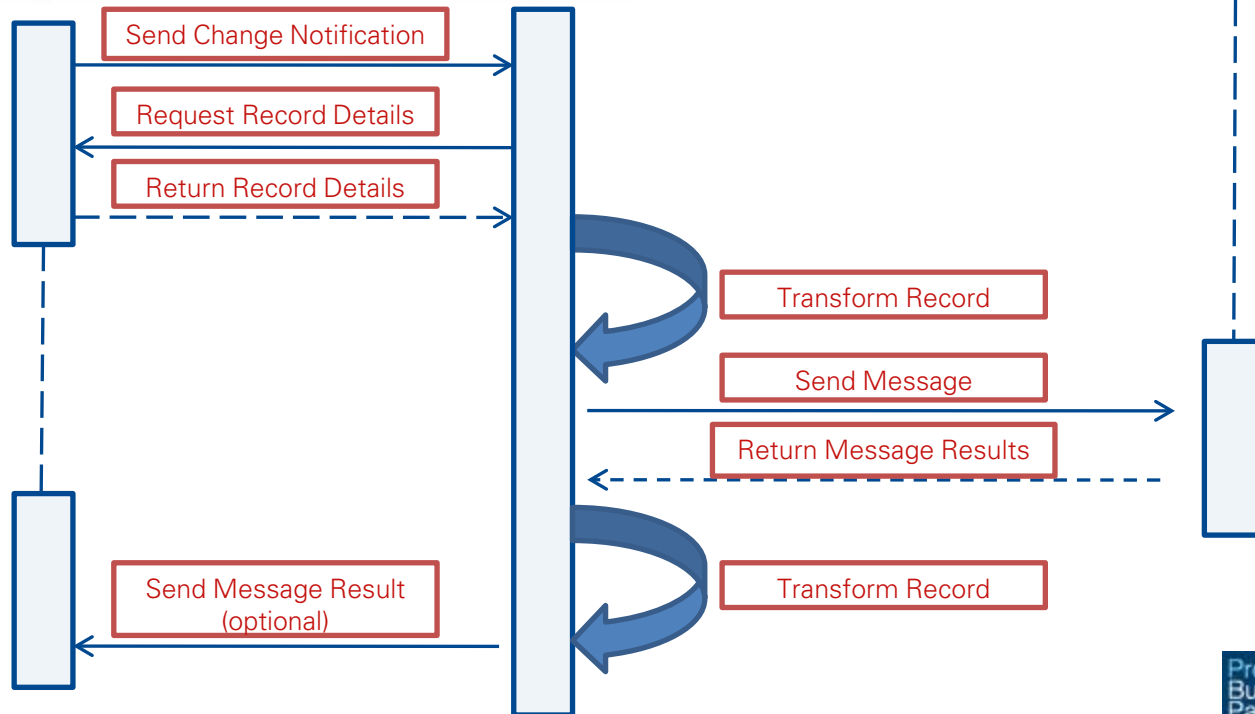 Send Change Notification
Request Record Details
Return Record Details
Transform Record
Send Message
Return Message Results
Send Message Result
(optional)
Transform Record